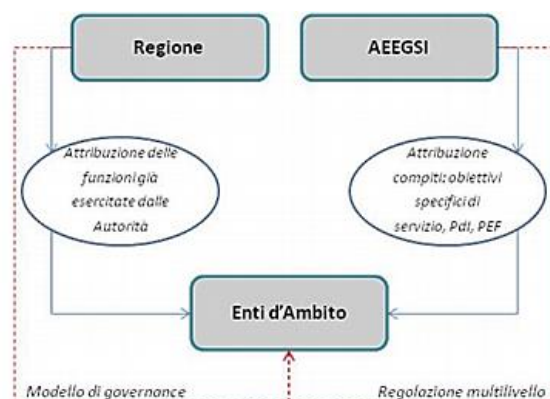 Regione
AEEGSI
Attribuzione delle
funzioni già
esercitate dalle
Autorità
Attribuzione
compiti: obiettivi
specifici di
servizio, PdI, PEF
Enti d'Ambito
Modello di governance
Regolazione multilivello